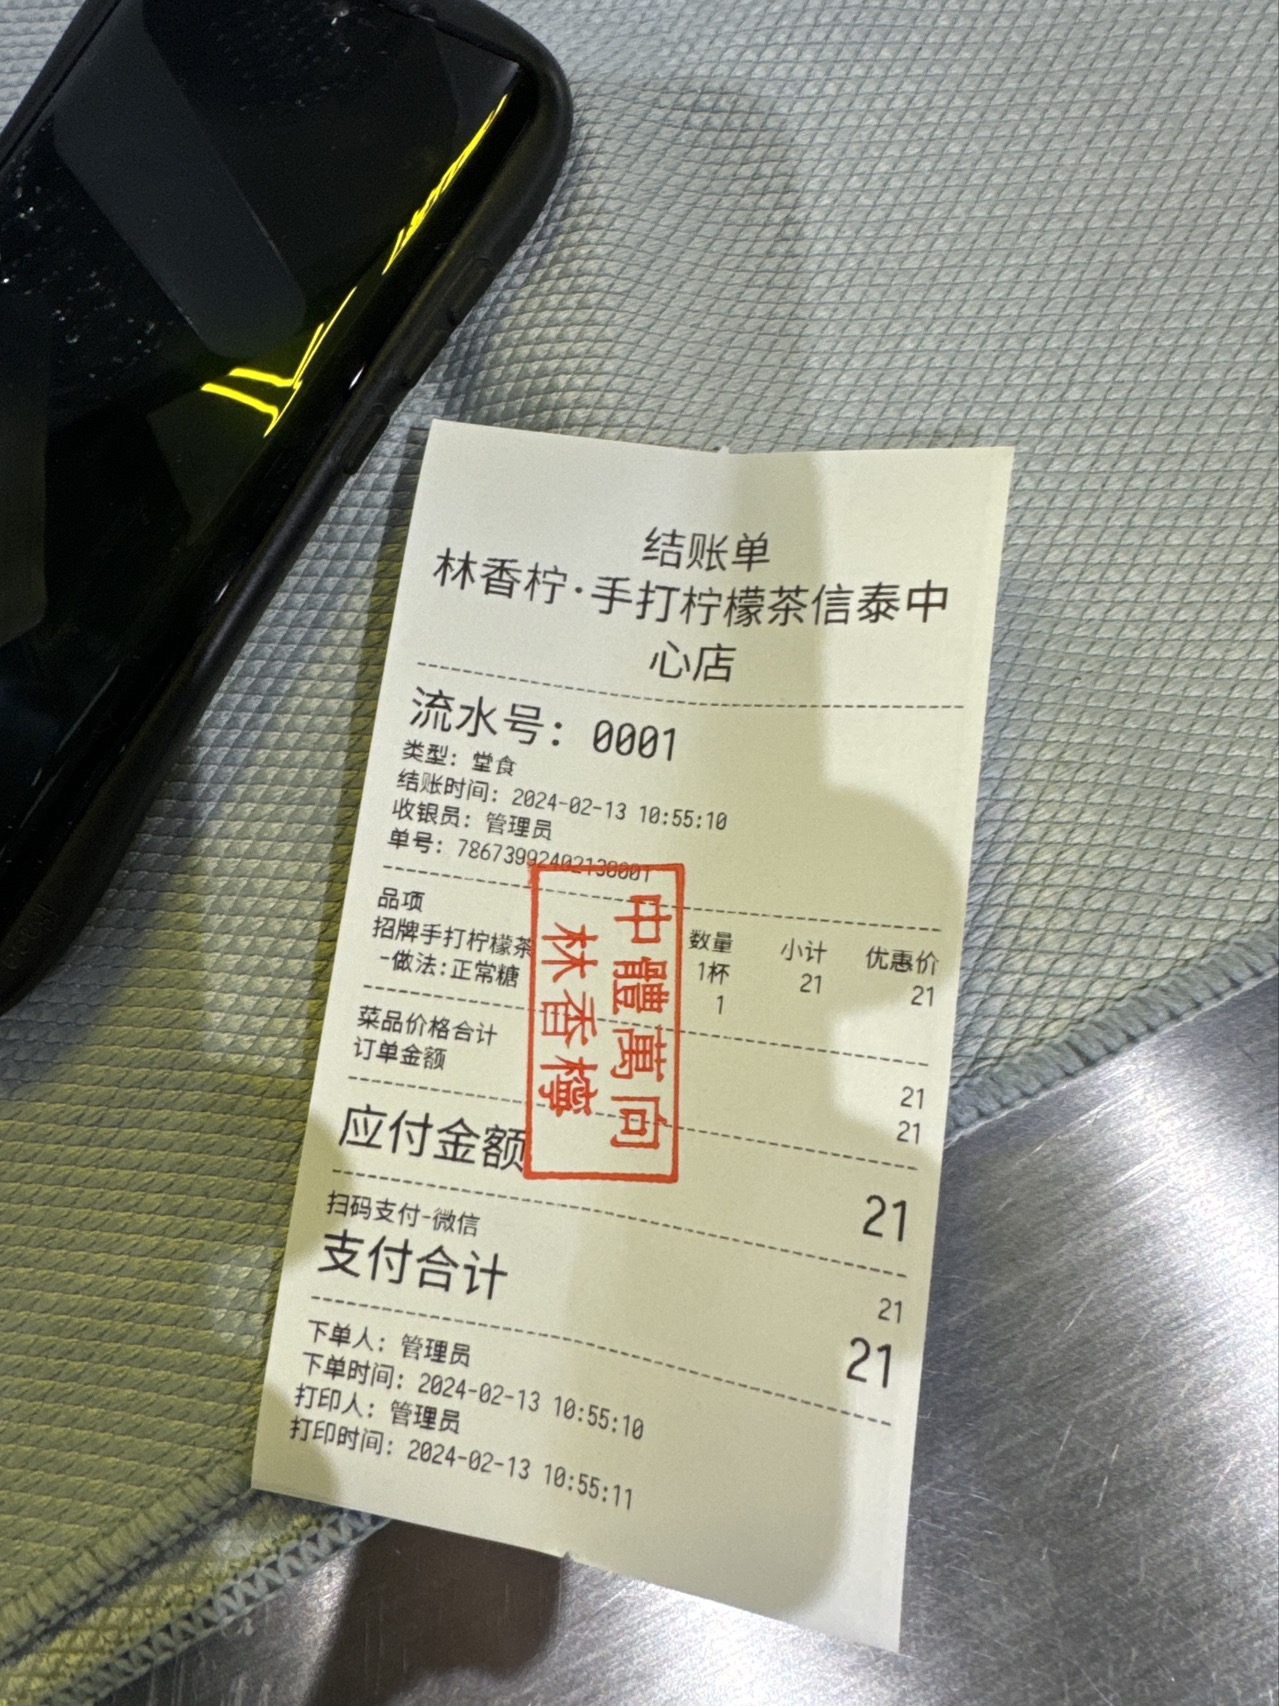 结账单
林香柠·手打柠檬茶信泰中
心店
流水号：0001
类型：堂食
结账时间：2024-02-13 10:55:10
收银员：管理员
单号：78673992402130001
品项 数量 小计 优惠价
招牌手打柠檬茶 1杯 21 21
-做法:正常糖 1
菜品价格合计 21
订单金额 21
应付金额 21
扫码支付-微信 21
支付合计 21
下单人：管理员
下单时间：2024-02-13 10:55:10
打印人：管理员
打印时间：2024-02-13 10:55:11
中體萬向
林香檸